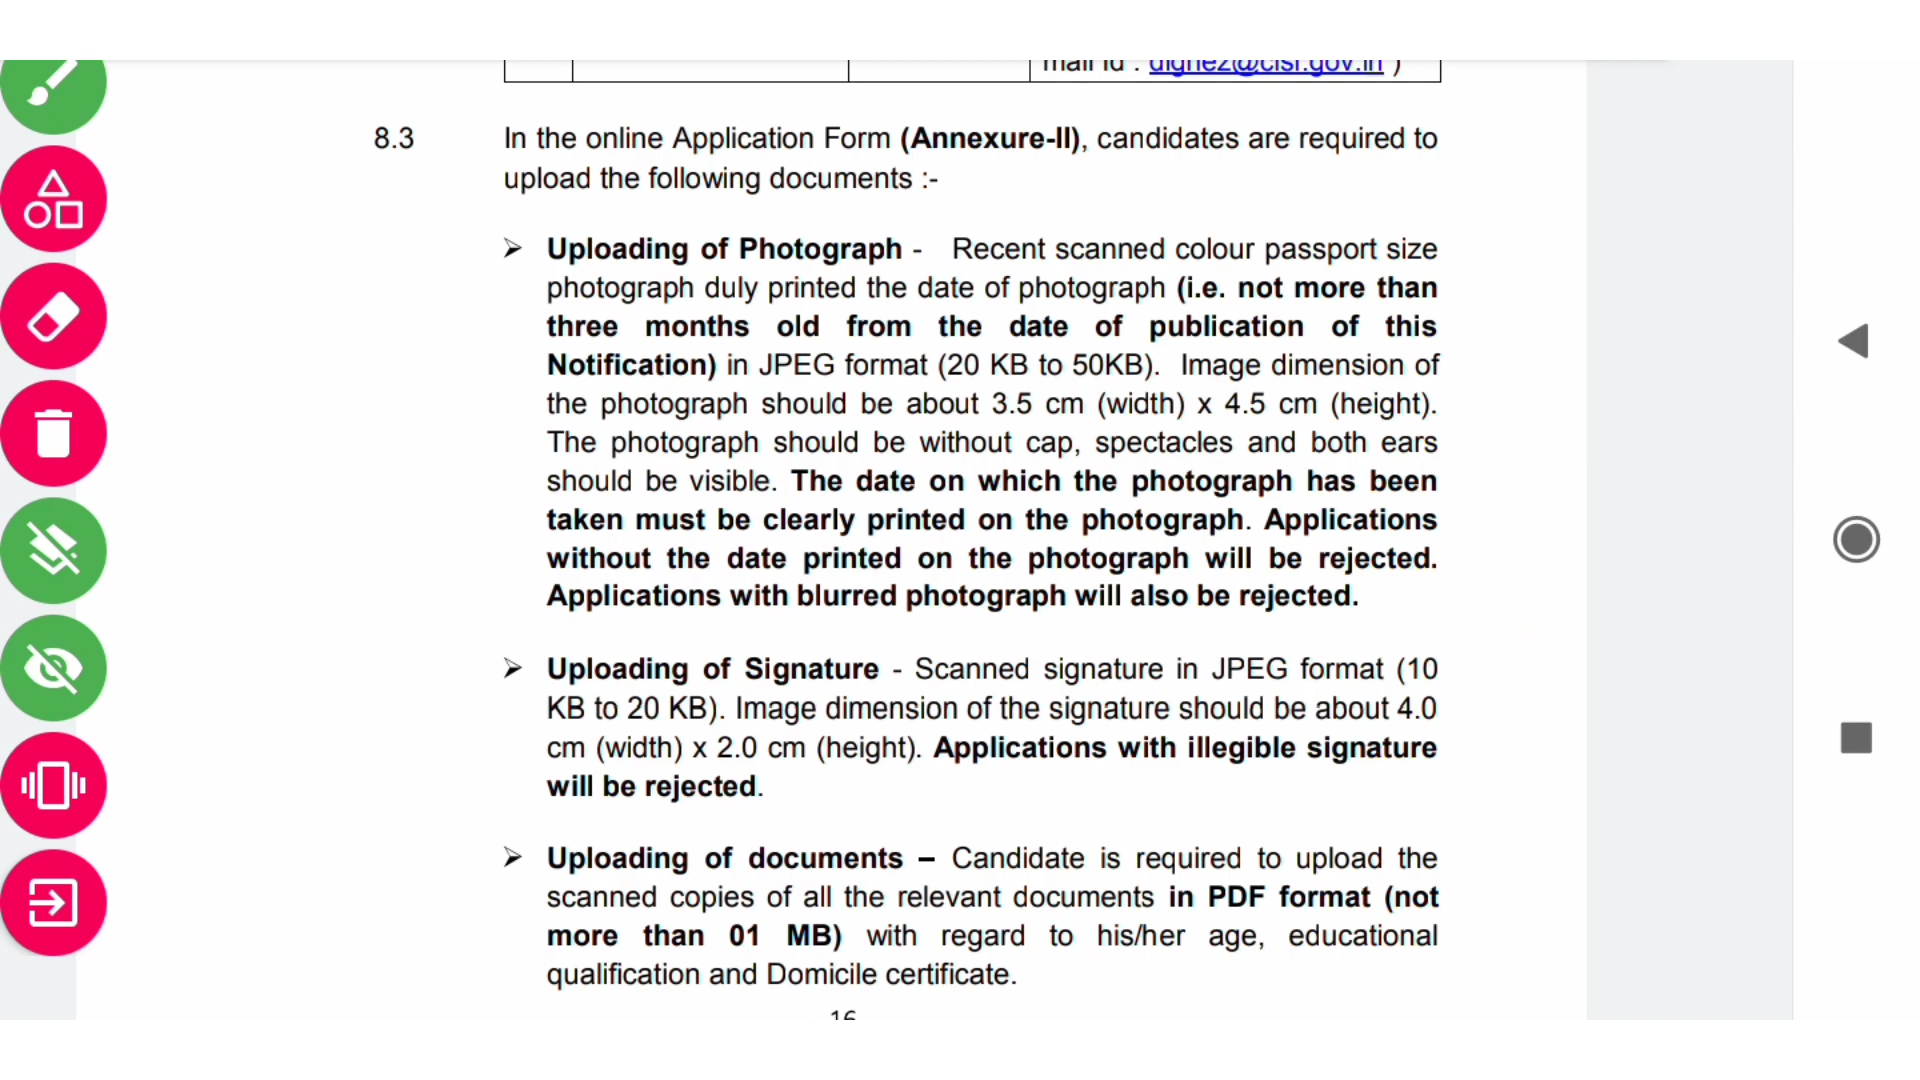 mail id : dignez@cisf.gov.in )
8.3 In the online Application Form (Annexure-II), candidates are required to
upload the following documents :-
➢ Uploading of Photograph - Recent scanned colour passport size
photograph duly printed the date of photograph (i.e. not more than
three months old from the date of publication of this
Notification) in JPEG format (20 KB to 50KB). Image dimension of
the photograph should be about 3.5 cm (width) x 4.5 cm (height).
The photograph should be without cap, spectacles and both ears
should be visible. The date on which the photograph has been
taken must be clearly printed on the photograph. Applications
without the date printed on the photograph will be rejected.
Applications with blurred photograph will also be rejected.
➢ Uploading of Signature - Scanned signature in JPEG format (10
KB to 20 KB). Image dimension of the signature should be about 4.0
cm (width) x 2.0 cm (height). Applications with illegible signature
will be rejected.
➢ Uploading of documents – Candidate is required to upload the
scanned copies of all the relevant documents in PDF format (not
more than 01 MB) with regard to his/her age, educational
qualification and Domicile certificate.
16